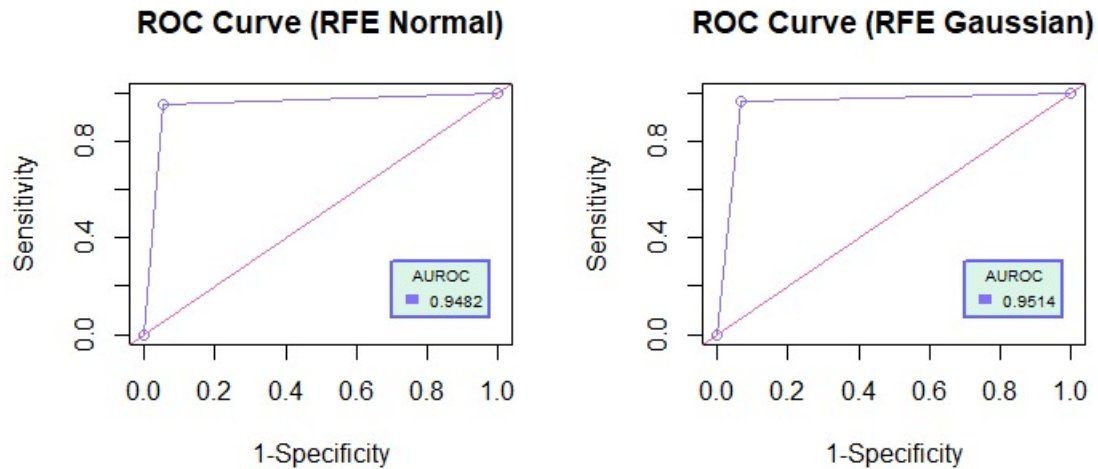 ROC Curve (RFE Normal)
Sensitivity
0.8
0.4
0.0
AUROC
0.9482
0.0 0.2 0.4 0.6 0.8 1.0
1-Specificity
ROC Curve (RFE Gaussian)
Sensitivity
0.8
0.4
0.0
AUROC
0.9514
0.0 0.2 0.4 0.6 0.8 1.0
1-Specificity